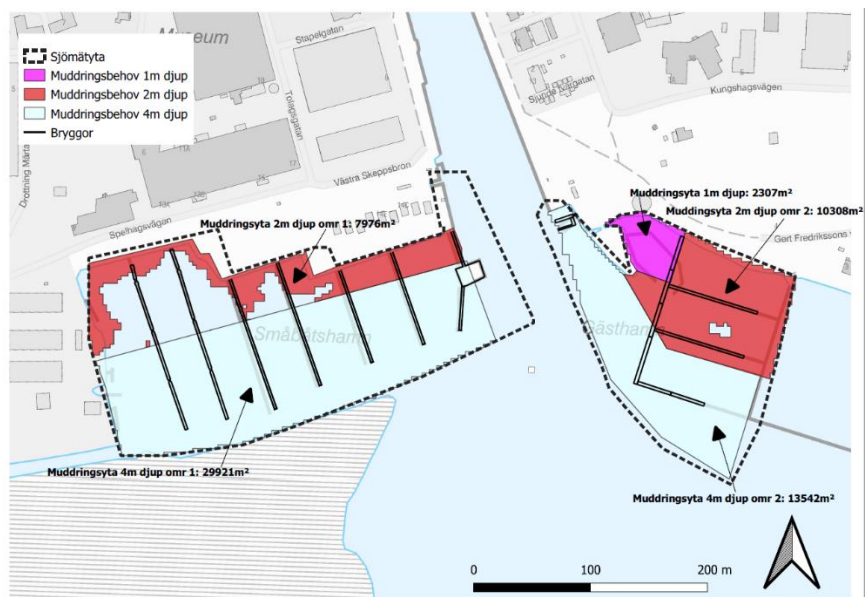 Museum
Stapelgatan
Sjömätyta
Muddringsbehov 1m djup
Muddringsbehov 2m djup
Muddringsbehov 4m djup
Bryggor
Tolagsgatan
Kungshagsvägen
Drottning Märta
Västra Skeppsbron
Spelhagsvägen
Muddringsyta 1m djup: 2307m²
Muddingsyta 2m djup omr 2: 10308m²
Muddringsyta 2m djup omr 1: 7976m²
Gert Fredrikssons v
Småbåtshamn
Gästhamn
Muddringsyta 4m djup omr 1: 29921m²
Muddringsyta 4m djup omr 2: 13542m²
0 100 200 m